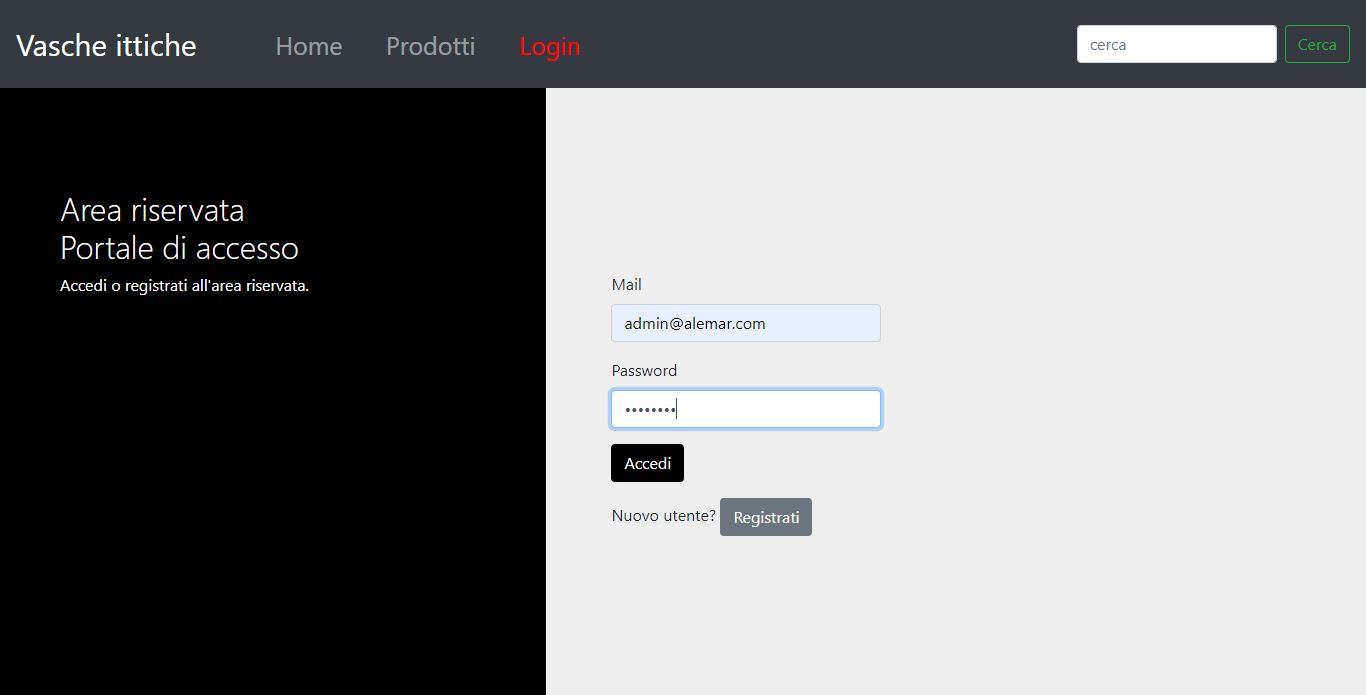 Vasche ittiche Home Prodotti Login cerca Cerca
Area riservata
Portale di accesso
Accedi o registrati all'area riservata.
Mail
admin@alemar.com
Password
••••••••
Accedi
Nuovo utente? Registrati